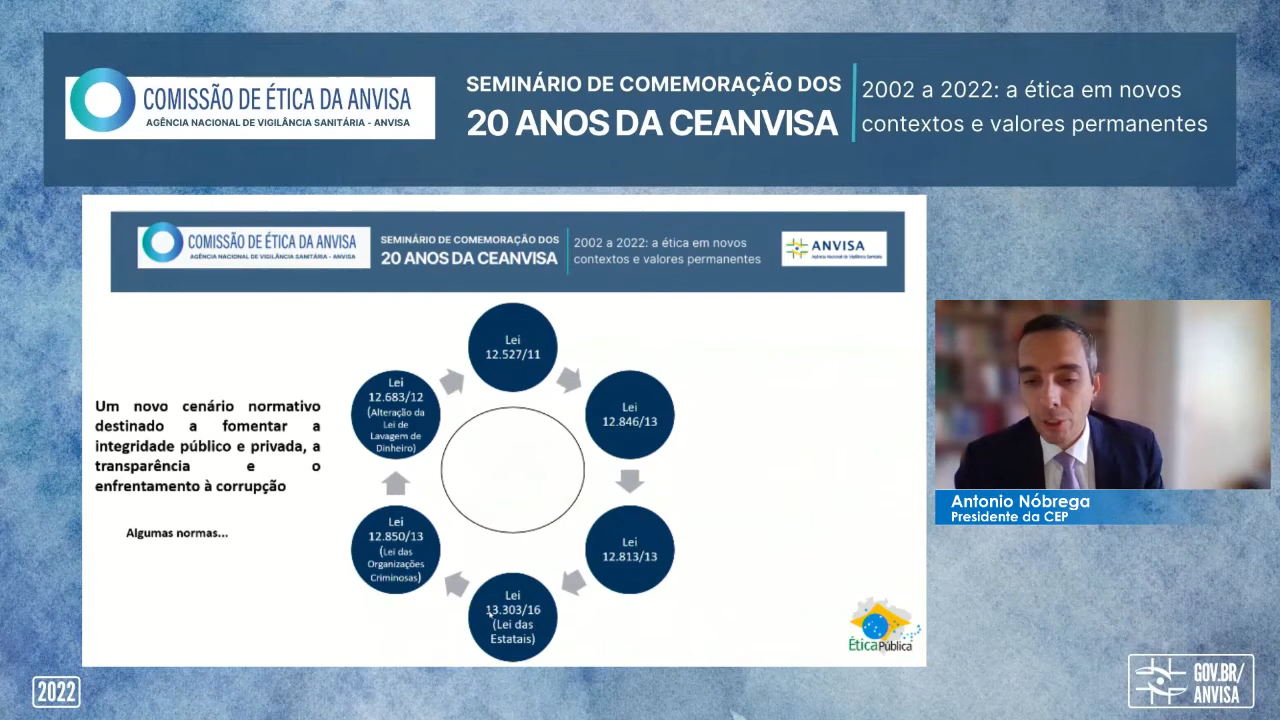 COMISSÃO DE ÉTICA DA ANVISA
AGÊNCIA NACIONAL DE VIGILÂNCIA SANITÁRIA - ANVISA
SEMINÁRIO DE COMEMORAÇÃO DOS
20 ANOS DA CEANVISA
2002 a 2022: a ética em novos
contextos e valores permanentes
COMISSÃO DE ÉTICA DA ANVISA
AGÊNCIA NACIONAL DE VIGILÂNCIA SANITÁRIA - ANVISA
SEMINÁRIO DE COMEMORAÇÃO DOS
20 ANOS DA CEANVISA
2002 a 2022: a ética em novos
contextos e valores permanentes
ANVISA
Agência Nacional de Vigilância Sanitária
Um novo cenário normativo
destinado a fomentar a
integridade público e privada, a
transparência e o
enfrentamento à corrupção
Algumas normas...
Lei
12.527/11
Lei
12.846/13
Lei
12.813/13
Lei
13.303/16
(Lei das
Estatais)
Lei
12.850/13
(Lei das
Organizações
Criminosas)
Lei
12.683/12
(Alteração da
Lei de
Lavagem de
Dinheiro)
ÉticaPública
Antonio Nóbrega
Presidente da CEP
2022
GOV.BR/
ANVISA